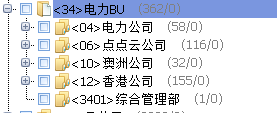 <34>电力BU (362/0)
<04>电力公司 (58/0)
<06>点点云公司 (116/0)
<10>澳洲公司 (32/0)
<12>香港公司 (155/0)
<3401>综合管理部 (1/0)